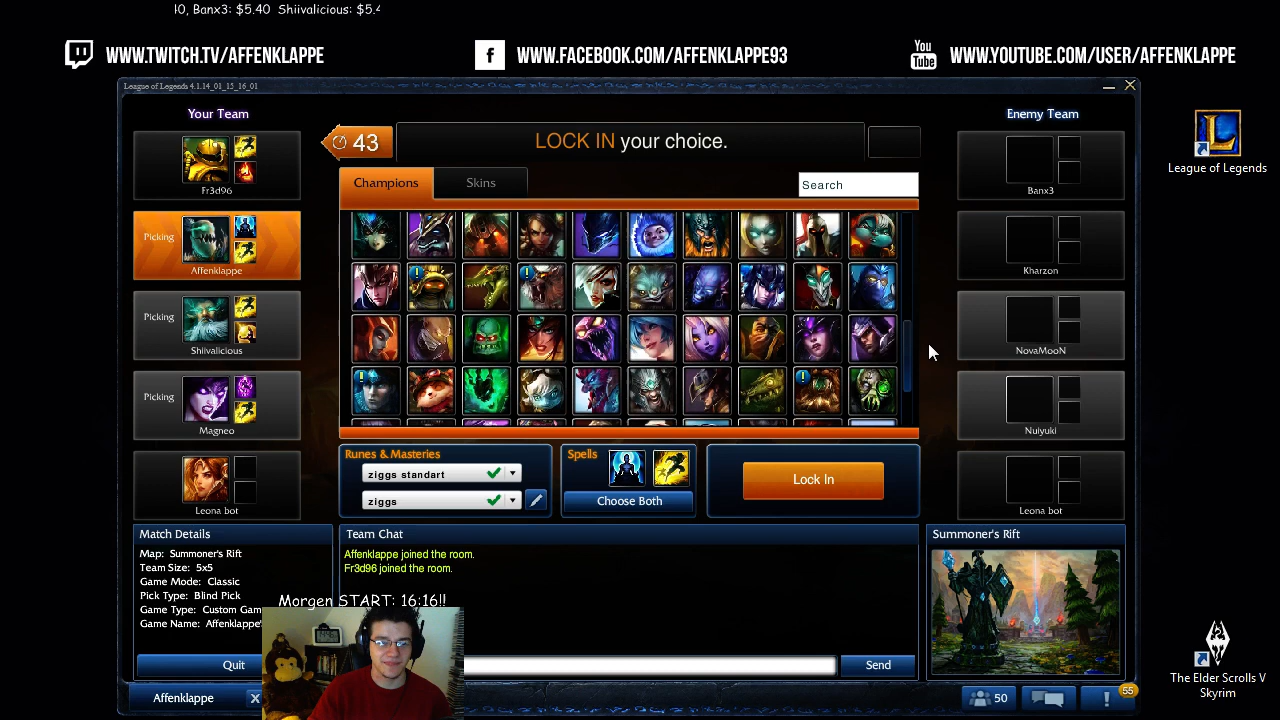 Banx3: $5.40 Shiivalicious: $5.4
WWW.TWITCH.TV/AFFENKLAPPE
f WWW.FACEBOOK.COM/AFFENKLAPPE93
You Tube WWW.YOUTUBE.COM/USER/AFFENKLAPPE
League of Legends 4.1.14_01_15_16_01
Your Team
Enemy Team
43
LOCK IN your choice.
Champions
Skins
Search
Fr3d96
Picking
Affenklappe
Picking
Shiivalicious
Picking
Magneo
Leona bot
Banx3
Kharzon
NovaMooN
Nuiyuki
Leona bot
League of Legends
Runes & Masteries
ziggs standart
ziggs
Spells
Choose Both
Lock In
Match Details
Map: Summoner's Rift
Team Size: 5x5
Game Mode: Classic
Pick Type: Blind Pick
Game Type: Custom Gam
Game Name: Affenklappe'
Team Chat
Affenklappe joined the room.
Fr3d96 joined the room.
Morgen START: 16:16!!
Summoner's Rift
Quit
Send
Affenklappe
X
50
!
55
The Elder Scrolls V
Skyrim